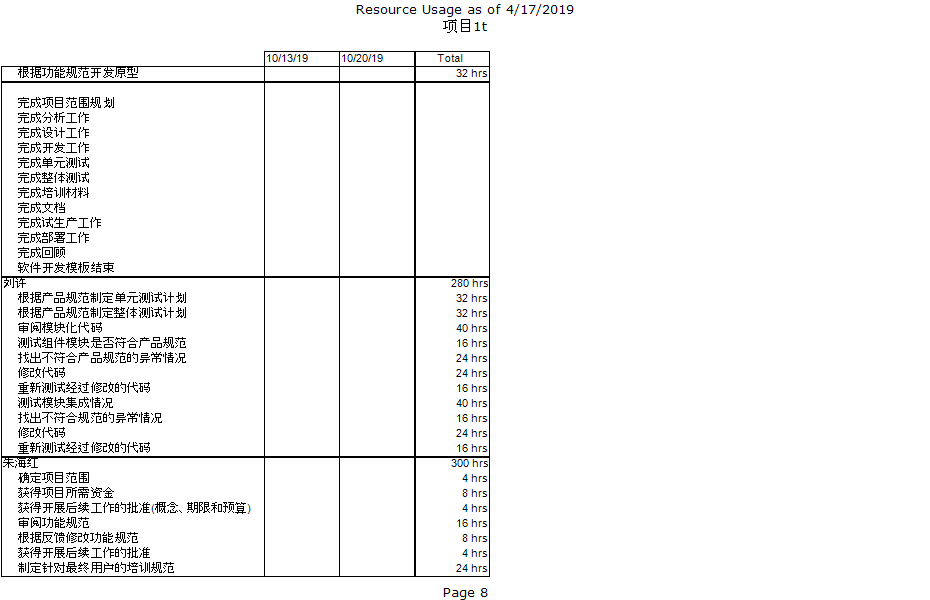 Resource Usage as of 4/17/2019
项目1t
10/13/19 10/20/19 Total
根据功能规范开发原型 32 hrs
完成项目范围规划
完成分析工作
完成设计工作
完成开发工作
完成单元测试
完成整体测试
完成培训材料
完成文档
完成试生产工作
完成部署工作
完成回顾
软件开发模板结束
刘许 280 hrs
根据产品规范制定单元测试计划 32 hrs
根据产品规范制定整体测试计划 32 hrs
审阅模块化代码 40 hrs
测试组件模块是否符合产品规范 16 hrs
找出不符合产品规范的异常情况 24 hrs
修改代码 24 hrs
重新测试经过修改的代码 16 hrs
测试模块集成情况 40 hrs
找出不符合规范的异常情况 16 hrs
修改代码 24 hrs
重新测试经过修改的代码 16 hrs
朱海红 300 hrs
确定项目范围 4 hrs
获得项目所需资金 8 hrs
获得开展后续工作的批准(概念、期限和预算) 4 hrs
审阅功能规范 16 hrs
根据反馈修改功能规范 8 hrs
获得开展后续工作的批准 4 hrs
制定针对最终用户的培训规范 24 hrs
Page 8